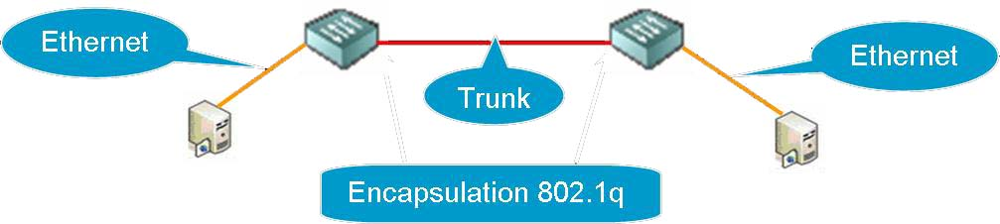 Ethernet
Ethernet
Trunk
Encapsulation 802.1q